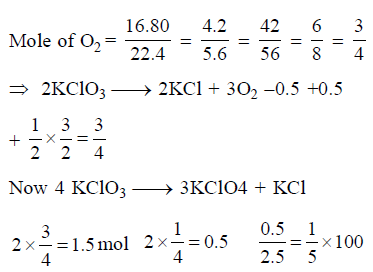 Mole of O₂ = 16.80/22.4 = 4.2/5.6 = 42/56 = 6/8 = 3/4
⇒ 2KClO₃ ⟶ 2KCl + 3O₂ –0.5 +0.5
+ 1/2 × 3/2 = 3/4
Now 4 KClO₃ ⟶ 3KClO4 + KCl
2 × 3/4 = 1.5 mol 2 × 1/4 = 0.5 0.5/2.5 = 1/5 × 100